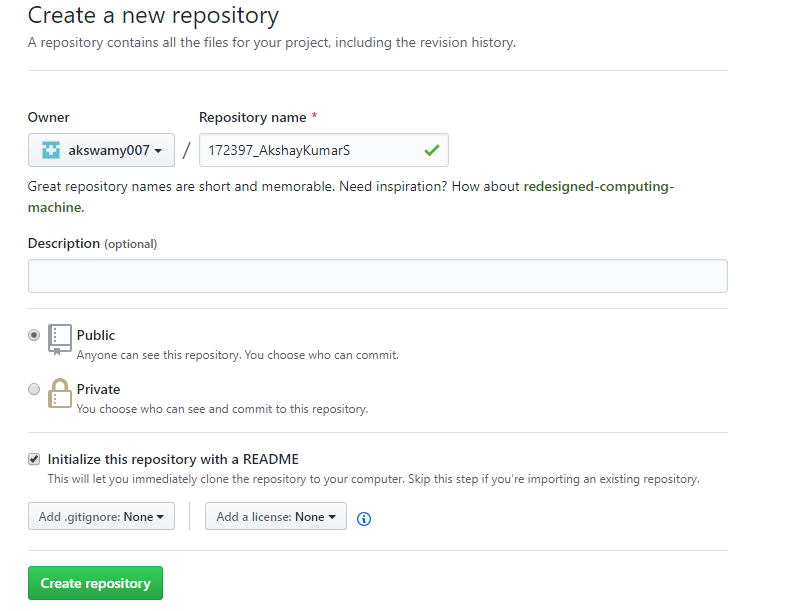 Create a new repository
A repository contains all the files for your project, including the revision history.
Owner
Repository name *
akswamy007 / 172397_AkshayKumarS
Great repository names are short and memorable. Need inspiration? How about redesigned-computing-
machine.
Description (optional)
Public
Anyone can see this repository. You choose who can commit.
Private
You choose who can see and commit to this repository.
Initialize this repository with a README
This will let you immediately clone the repository to your computer. Skip this step if you're importing an existing repository.
Add .gitignore: None
Add a license: None
Create repository